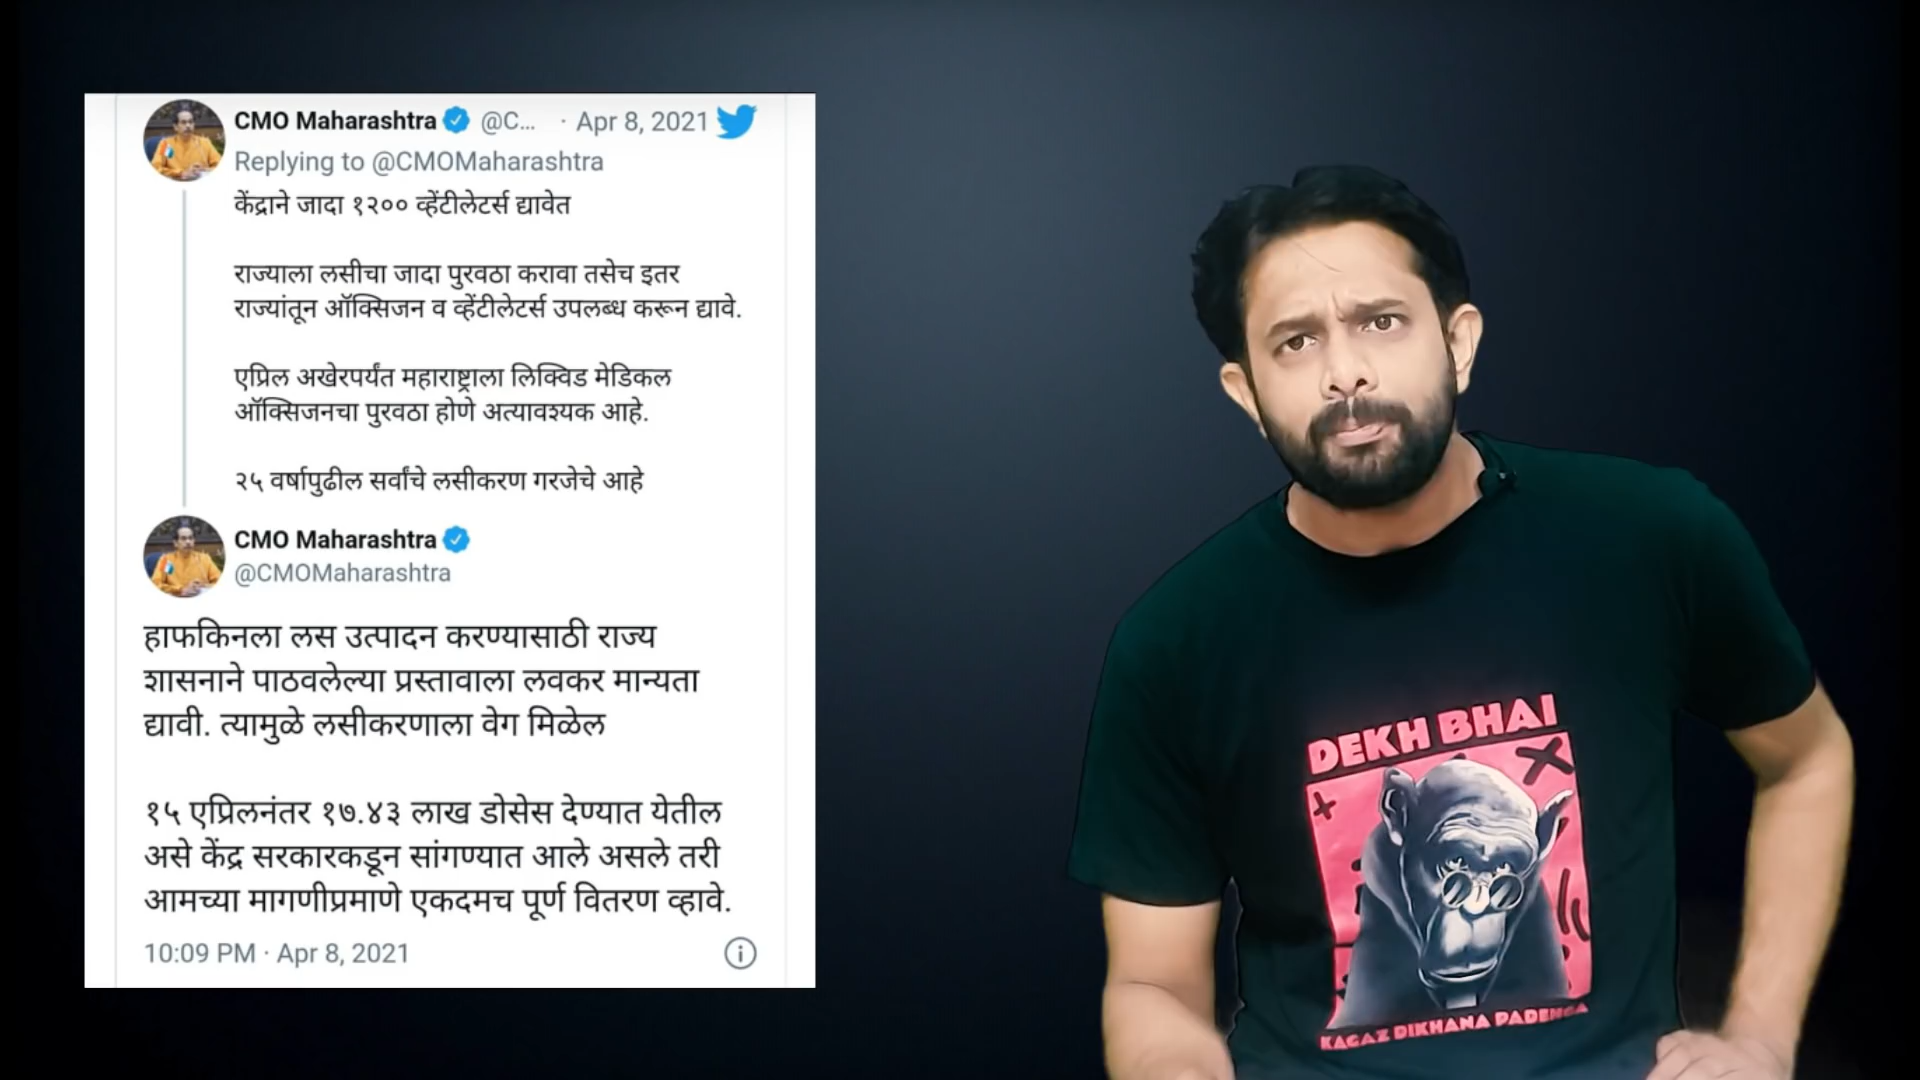 CMO Maharashtra @C... · Apr 8, 2021
Replying to @CMOMaharashtra
केंद्राने जादा १२०० व्हेंटीलेटर्स द्यावेत
राज्याला लसीचा जादा पुरवठा करावा तसेच इतर
राज्यांतून ऑक्सिजन व व्हेंटीलेटर्स उपलब्ध करून द्यावे.
एप्रिल अखेरपर्यंत महाराष्ट्राला लिक्विड मेडिकल
ऑक्सिजनचा पुरवठा होणे अत्यावश्यक आहे.
२५ वर्षापुढील सर्वांचे लसीकरण गरजेचे आहे
CMO Maharashtra
@CMOMaharashtra
हाफकिनला लस उत्पादन करण्यासाठी राज्य
शासनाने पाठवलेल्या प्रस्तावाला लवकर मान्यता
द्यावी. त्यामुळे लसीकरणाला वेग मिळेल
१५ एप्रिलनंतर १७.४३ लाख डोसेस देण्यात येतील
असे केंद्र सरकारकडून सांगण्यात आले असले तरी
आमच्या मागणीप्रमाणे एकदमच पूर्ण वितरण व्हावे.
10:09 PM · Apr 8, 2021
DEKH BHAI
KAGAZ DIKHANA PADENGA